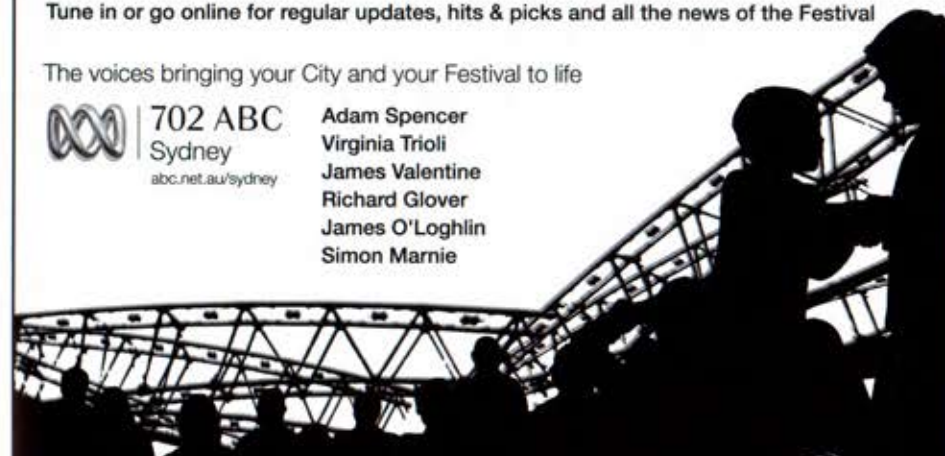 Tune in or go online for regular updates, hits & picks and all the news of the Festival
The voices bringing your City and your Festival to life
702 ABC
Sydney
abc.net.au/sydney
Adam Spencer
Virginia Trioli
James Valentine
Richard Glover
James O'Loghlin
Simon Marnie